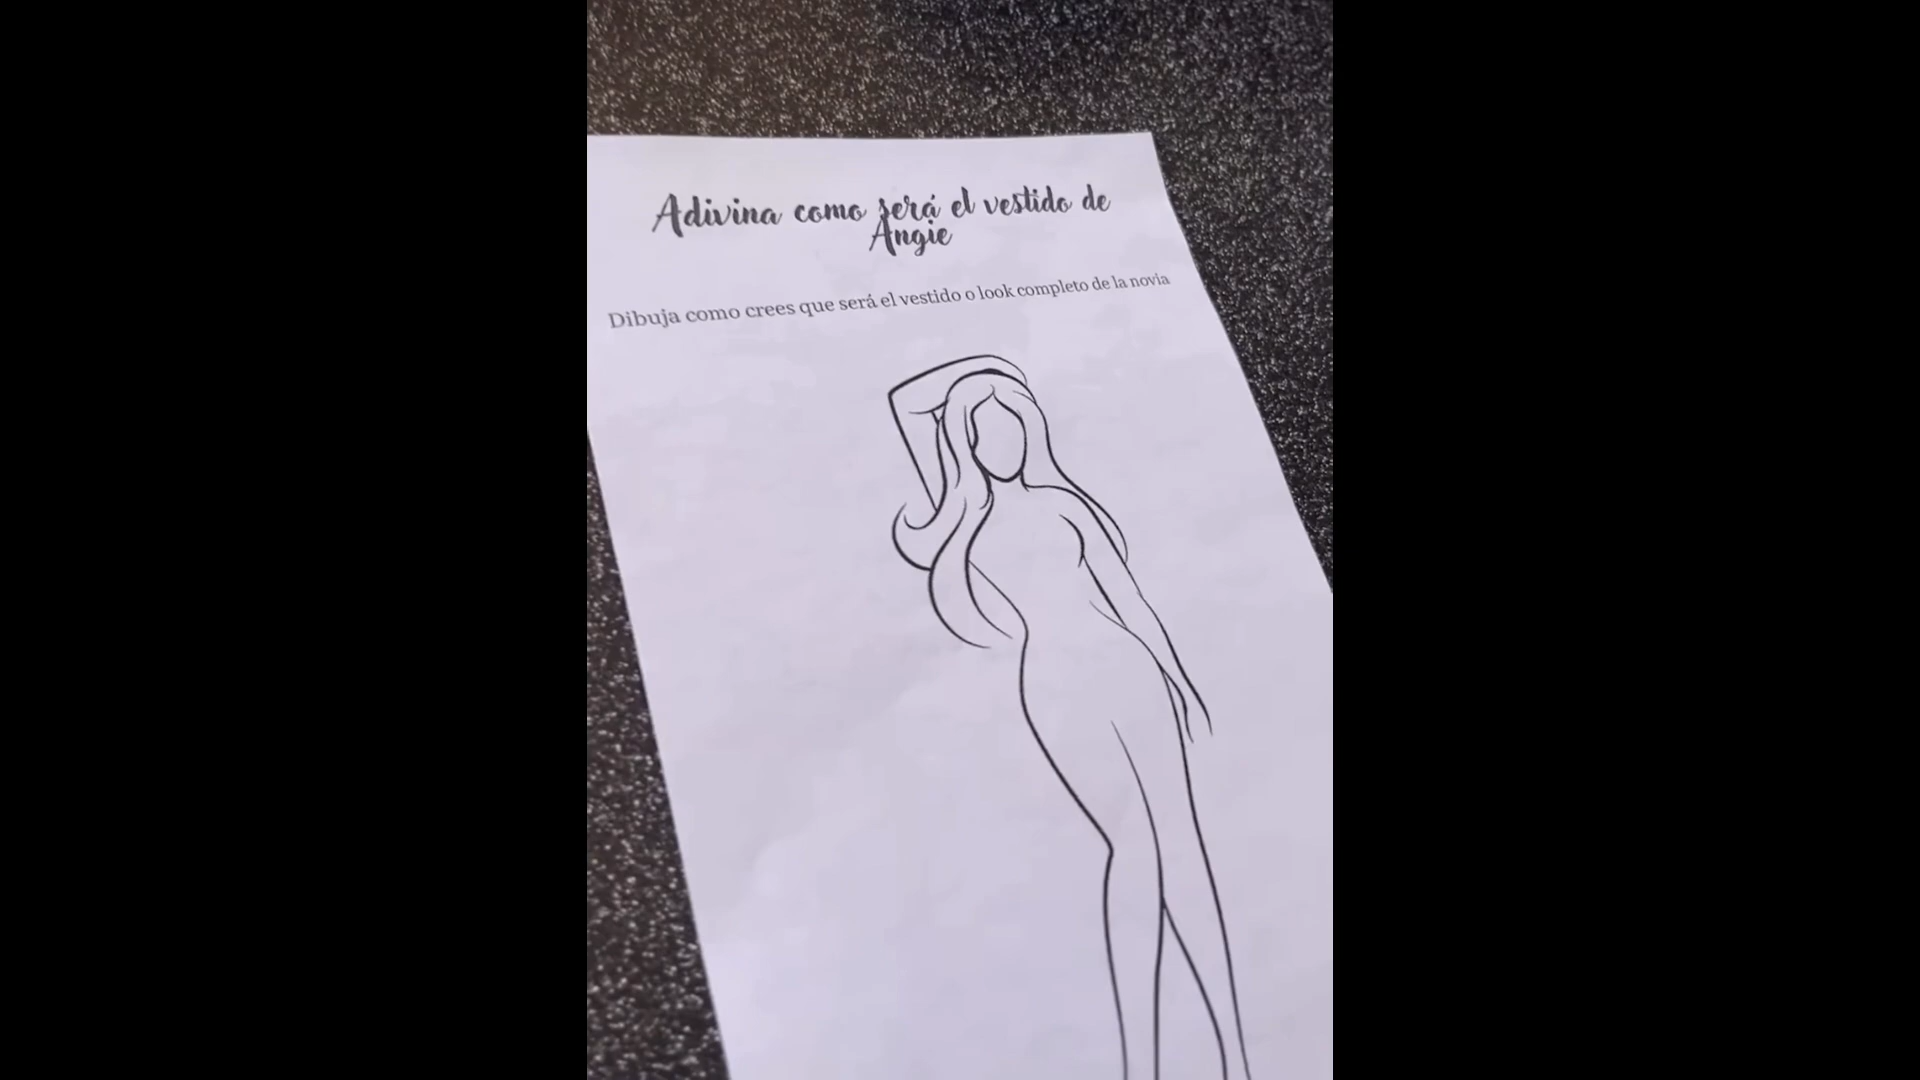 Adivina como será el vestido de
Angie
Dibuja como crees que será el vestido o look completo de la novia